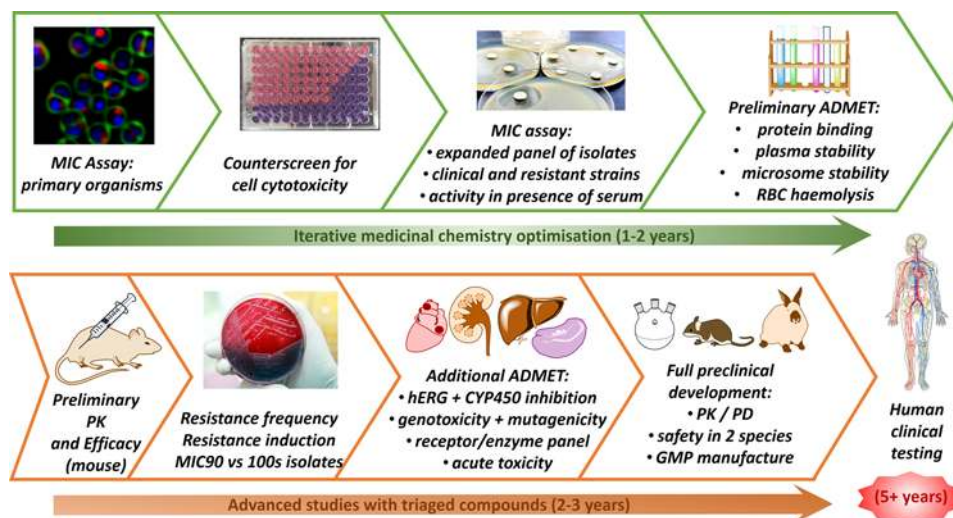 MIC Assay:
primary organisms
Counterscreen for
cell cytotoxicity
MIC assay:
• expanded panel of isolates
• clinical and resistant strains
• activity in presence of serum
Preliminary ADMET:
• protein binding
• plasma stability
• microsome stability
• RBC haemolysis
Iterative medicinal chemistry optimisation (1-2 years)
Preliminary
PK
and Efficacy
(mouse)
Resistance frequency
Resistance induction
MIC90 vs 100s isolates
Additional ADMET:
• hERG + CYP450 inhibition
• genotoxicity + mutagenicity
• receptor/enzyme panel
• acute toxicity
Full preclinical
development:
• PK / PD
• safety in 2 species
• GMP manufacture
Human
clinical
testing
(5+ years)
Advanced studies with triaged compounds (2-3 years)